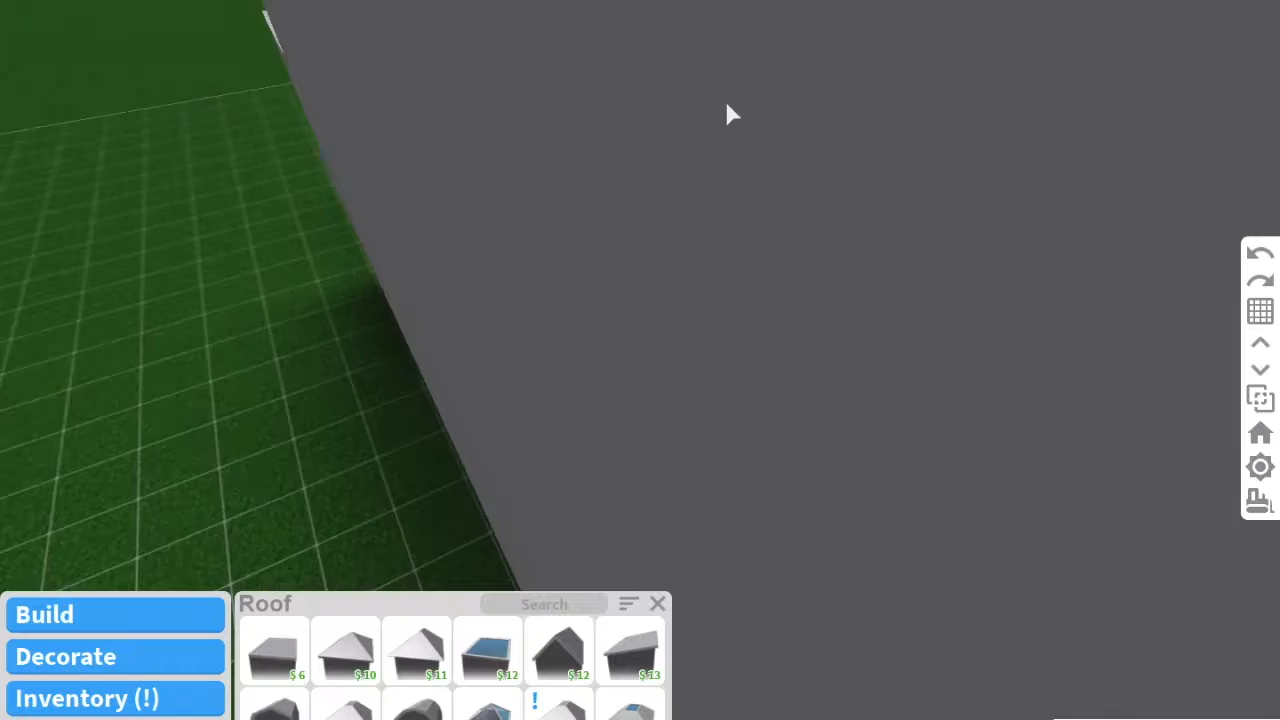 Build
Decorate
Inventory (!)
Roof
Search
$6
$10
$11
$12
$12
$13
!